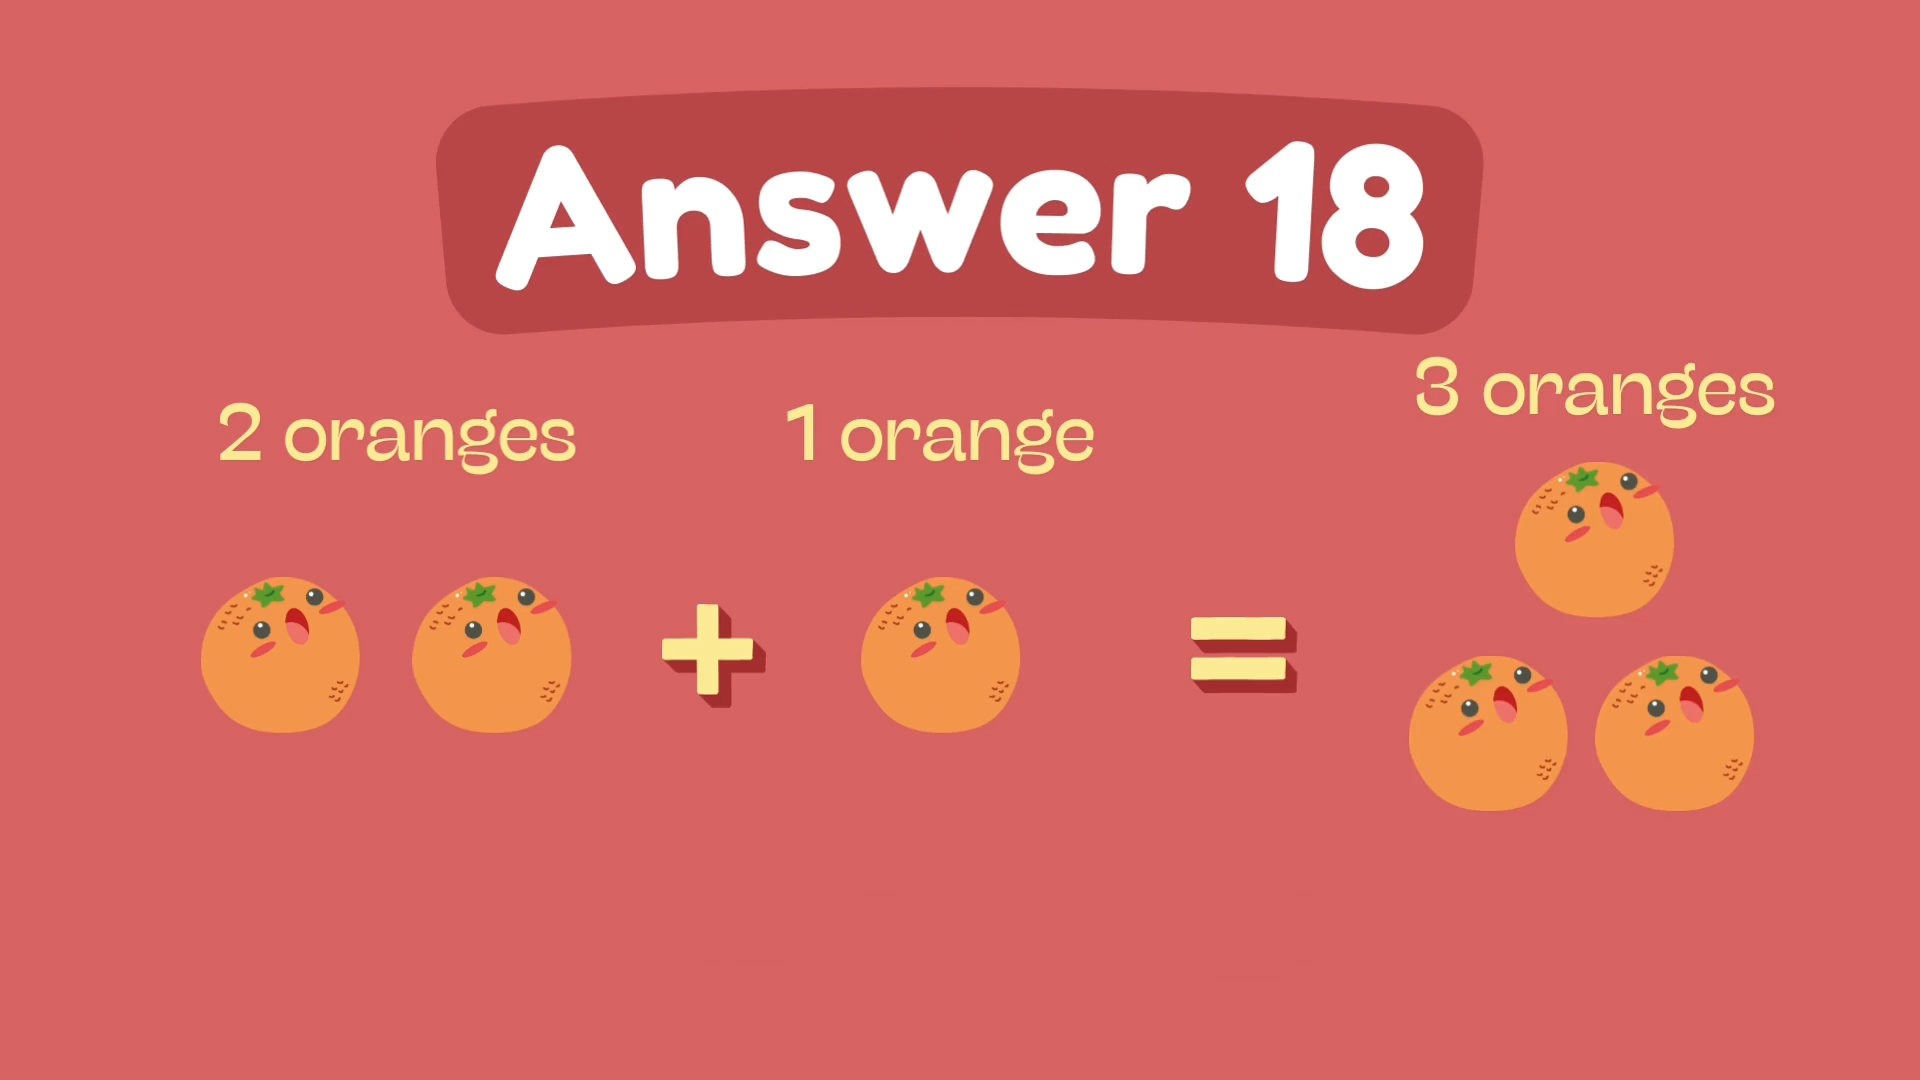 Answer 18
2 oranges
1 orange
3 oranges
+
=